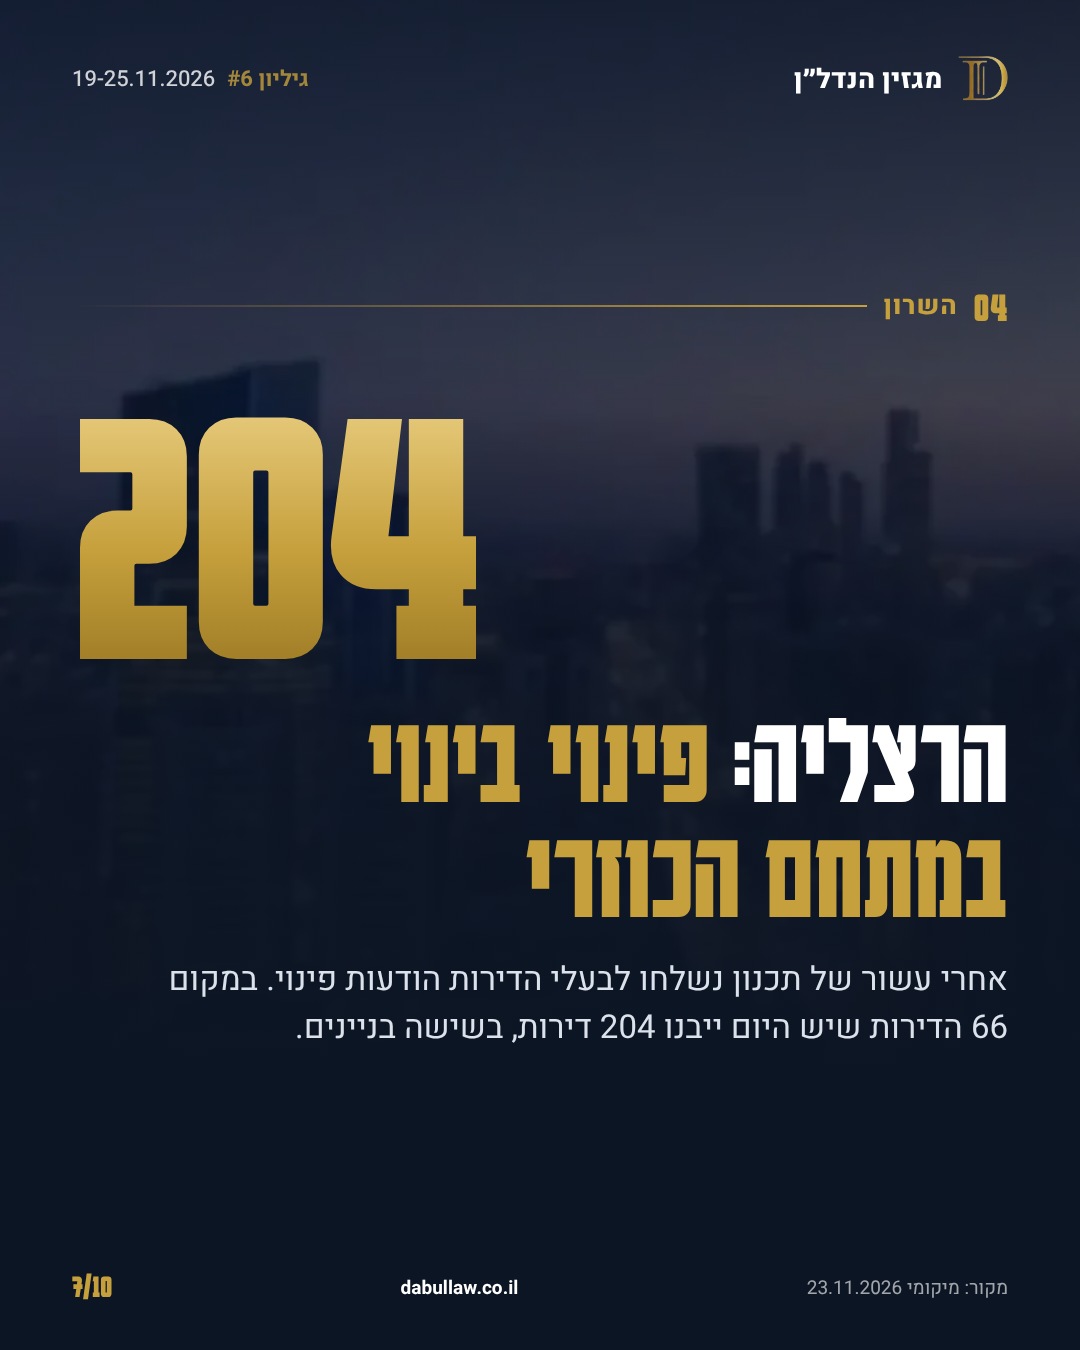 מגזין הנדל״ן
גיליון #6 19-25.11.2026
04 השרון
204
הרצליה: פינוי בינוי
במתחם הכוזרי
אחרי עשור של תכנון נשלחו לבעלי הדירות הודעות פינוי. במקום
66 הדירות שיש היום ייבנו 204 דירות, בשישה בניינים.
מקור: מיקומי 23.11.2026
dabullaw.co.il
7/10